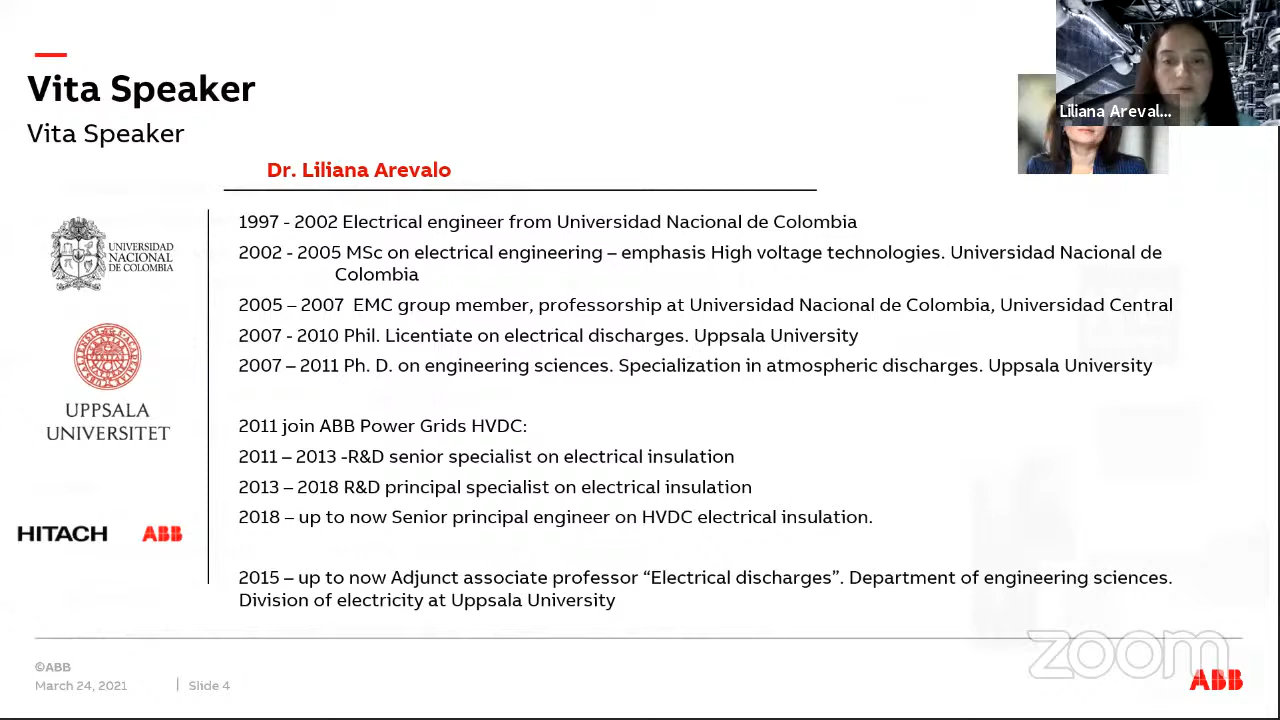 Vita Speaker
Vita Speaker
Liliana Areval...
Dr. Liliana Arevalo
1997 - 2002 Electrical engineer from Universidad Nacional de Colombia
2002 - 2005 MSc on electrical engineering – emphasis High voltage technologies. Universidad Nacional de
Colombia
2005 – 2007 EMC group member, professorship at Universidad Nacional de Colombia, Universidad Central
2007 - 2010 Phil. Licentiate on electrical discharges. Uppsala University
2007 – 2011 Ph. D. on engineering sciences. Specialization in atmospheric discharges. Uppsala University
2011 join ABB Power Grids HVDC:
2011 – 2013 -R&D senior specialist on electrical insulation
2013 – 2018 R&D principal specialist on electrical insulation
2018 – up to now Senior principal engineer on HVDC electrical insulation.
2015 – up to now Adjunct associate professor “Electrical discharges”. Department of engineering sciences.
Division of electricity at Uppsala University
UNIVERSIDAD
NACIONAL
DE COLOMBIA
UPPSALA
UNIVERSITET
HITACH ABB
©ABB
March 24, 2021 | Slide 4
zoom
ABB